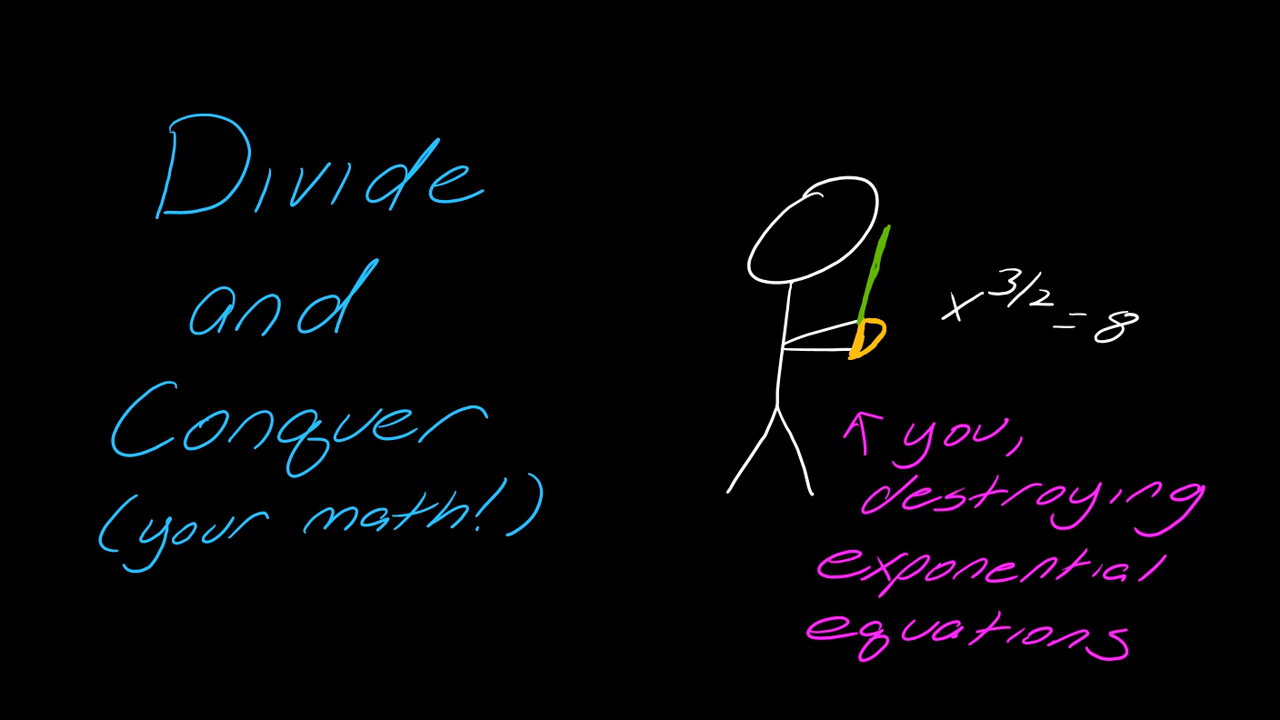 Divide
and
Conquer
(your math!)
x^3/2 = 8
↖ you,
destroying
exponential
equations